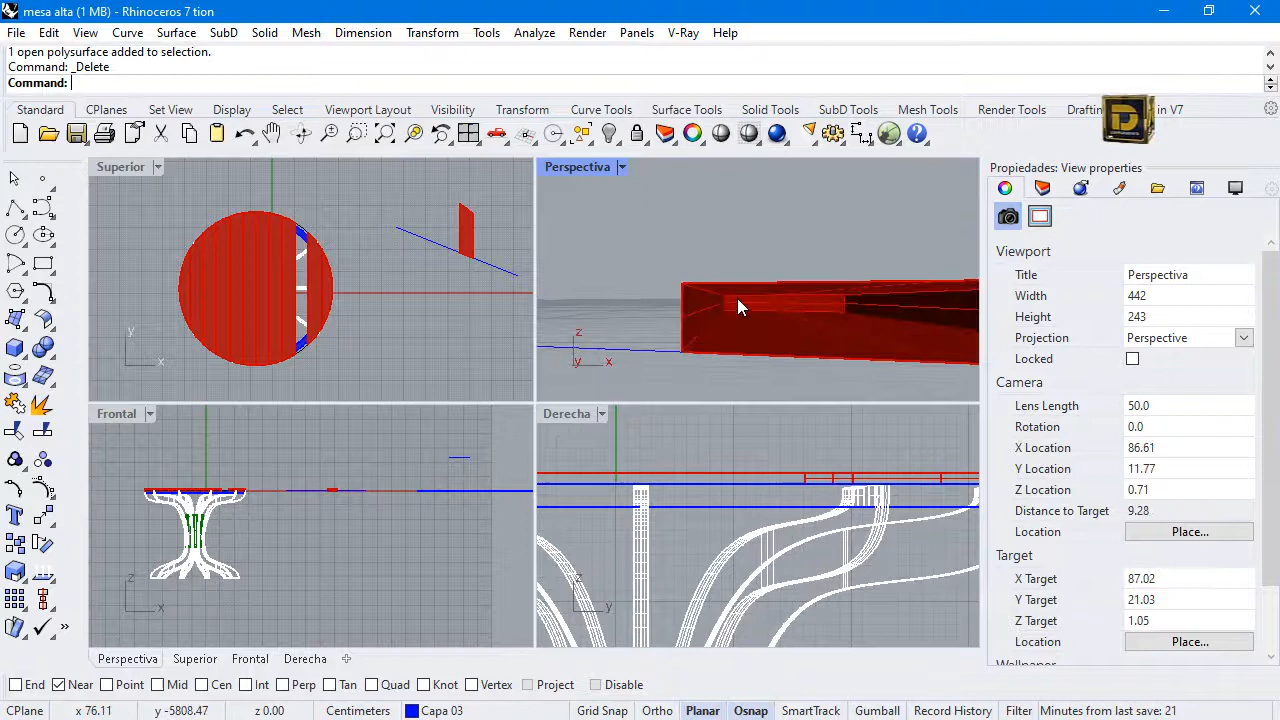 mesa alta (1 MB) - Rhinoceros 7 tion
File Edit View Curve Surface SubD Solid Mesh Dimension Transform Tools Analyze Render Panels V-Ray Help
1 open polysurface added to selection.
Command: _Delete
Command:
Standard CPlanes Set View Display Select Viewport Layout Visibility Transform Curve Tools Surface Tools Solid Tools SubD Tools Mesh Tools Render Tools Drafting in V7
Superior
Perspectiva
Propiedades: View properties
Viewport
Title Perspectiva
Width 442
Height 243
Projection Perspective
Locked
Camera
Lens Length 50.0
Rotation 0.0
X Location 86.61
Y Location 11.77
Z Location 0.71
Distance to Target 9.28
Location Place...
Target
X Target 87.02
Y Target 21.03
Z Target 1.05
Location Place...
y
x
z
y x
Frontal
Derecha
z
x
z
y
Perspectiva Superior Frontal Derecha
End Near Point Mid Cen Int Perp Tan Quad Knot Vertex Project Disable
CPlane x 76.11 y -5808.47 z 0.00 Centimeters Capa 03 Grid Snap Ortho Planar Osnap SmartTrack Gumball Record History Filter Minutes from last save: 21